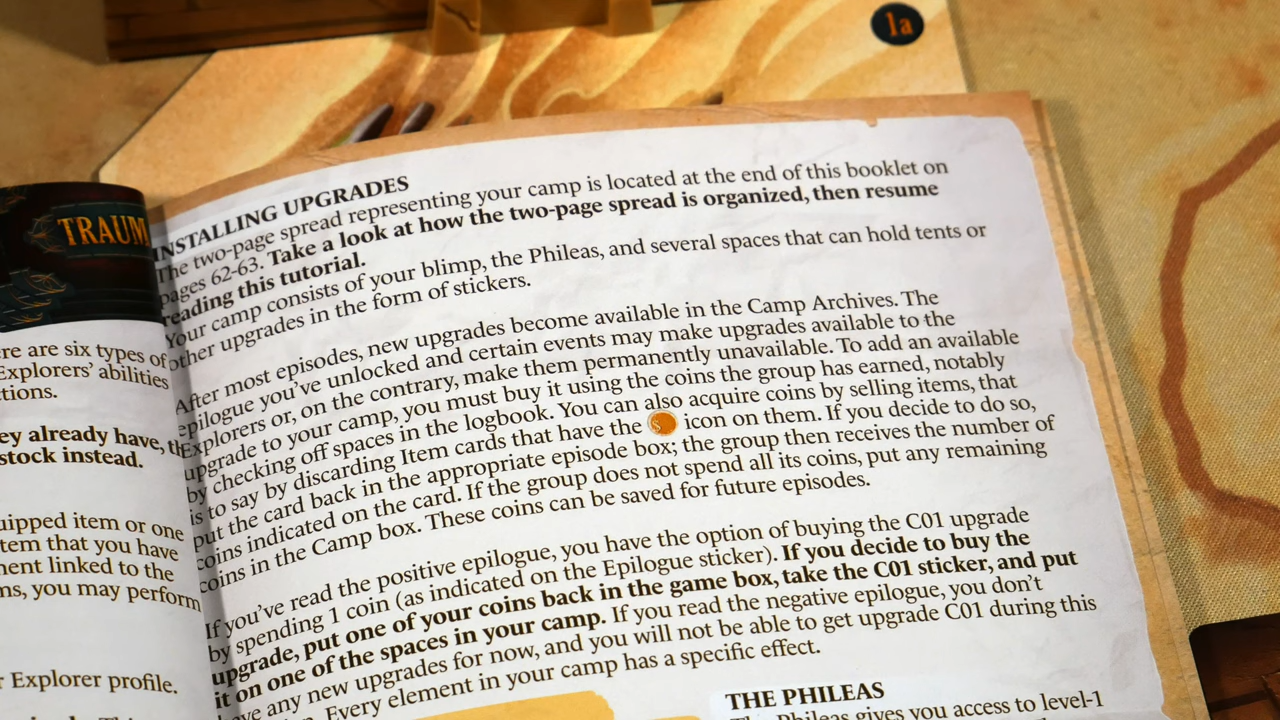 1a
TRAUM
ere are six types of
Explorers' abilities
tions.
ey already have, th
stock instead.
uipped item or one
tem that you have
ment linked to the
ns, you may perform
r Explorer profile.
INSTALLING UPGRADES
The two-page spread representing your camp is located at the end of this booklet on
pages 62-63. Take a look at how the two-page spread is organized, then resume
reading this tutorial.
Your camp consists of your blimp, the Phileas, and several spaces that can hold tents or
other upgrades in the form of stickers.
After most episodes, new upgrades become available in the Camp Archives. The
epilogue you've unlocked and certain events may make upgrades available to the
Explorers or, on the contrary, make them permanently unavailable. To add an available
upgrade to your camp, you must buy it using the coins the group has earned, notably
by checking off spaces in the logbook. You can also acquire coins by selling items, that
is to say by discarding Item cards that have the $ icon on them. If you decide to do so,
put the card back in the appropriate episode box; the group then receives the number of
coins indicated on the card. If the group does not spend all its coins, put any remaining
coins in the Camp box. These coins can be saved for future episodes.
If you've read the positive epilogue, you have the option of buying the C01 upgrade
by spending 1 coin (as indicated on the Epilogue sticker). If you decide to buy the
upgrade, put one of your coins back in the game box, take the C01 sticker, and put
it on one of the spaces in your camp. If you read the negative epilogue, you don't
have any new upgrades for now, and you will not be able to get upgrade C01 during this
Every element in your camp has a specific effect.
THE PHILEAS
The Phileas gives you access to level-1